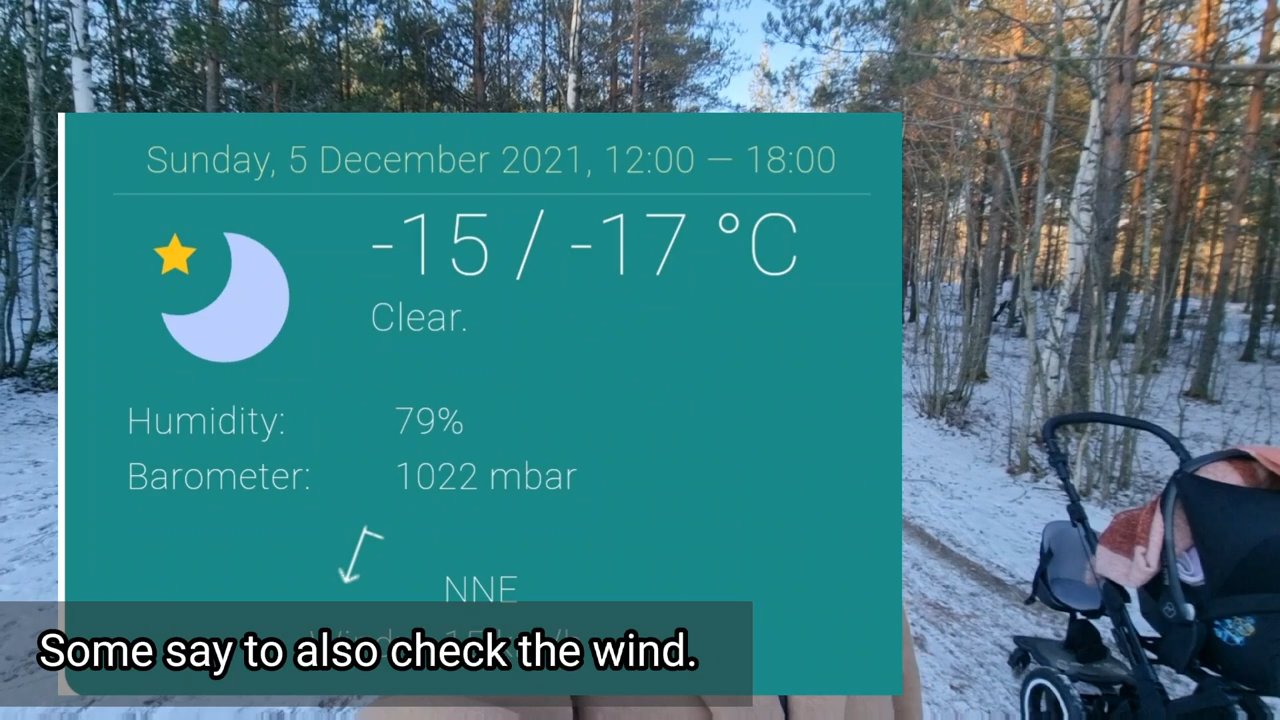 Sunday, 5 December 2021, 12:00 — 18:00
-15 / -17 °C
Clear.
Humidity: 79%
Barometer: 1022 mbar
NNE
Some say to also check the wind.